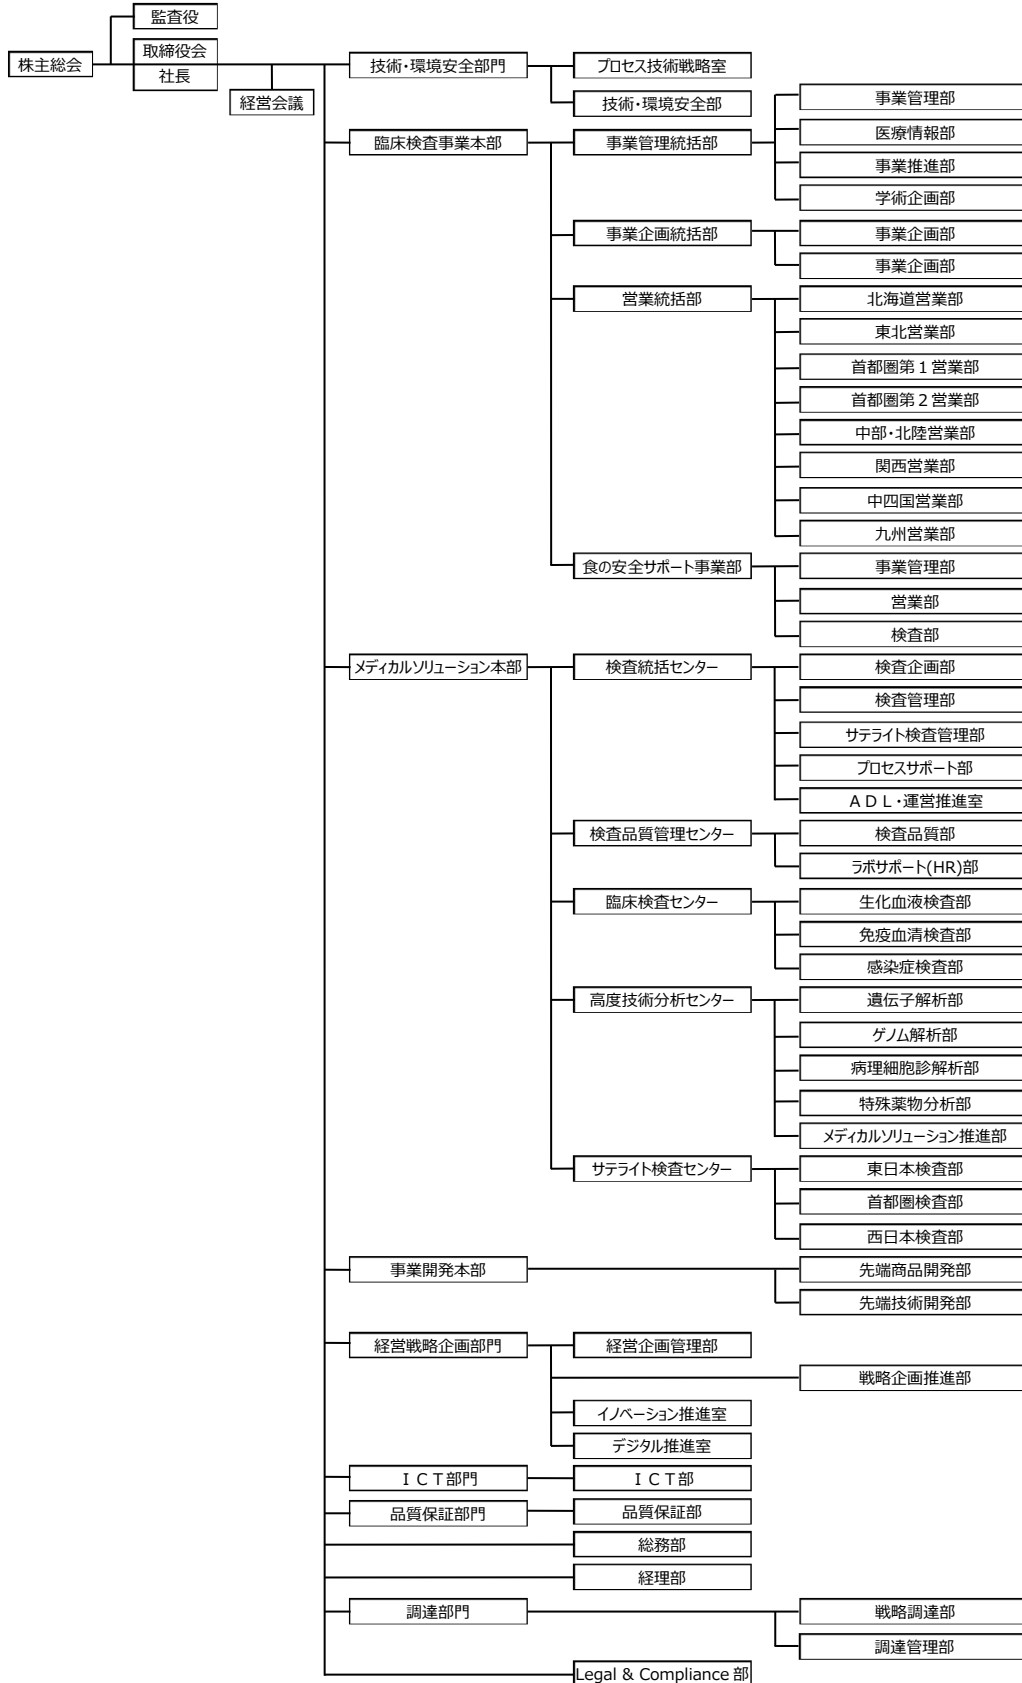 監査役
株主総会
取締役会
社長
経営会議
技術・環境安全部門
プロセス技術戦略室
技術・環境安全部
臨床検査事業本部
事業管理統括部
事業管理部
医療情報部
事業推進部
学術企画部
事業企画統括部
事業企画部
事業企画部
営業統括部
北海道営業部
東北営業部
首都圏第1営業部
首都圏第2営業部
中部・北陸営業部
関西営業部
中四国営業部
九州営業部
食の安全サポート事業部
事業管理部
営業部
検査部
メディカルソリューション本部
検査統括センター
検査企画部
検査管理部
サテライト検査管理部
プロセスサポート部
ADL・運営推進室
検査品質管理センター
検査品質部
ラボサポート(HR)部
臨床検査センター
生化血液検査部
免疫血清検査部
感染症検査部
高度技術分析センター
遺伝子解析部
ゲノム解析部
病理細胞診解析部
特殊薬物分析部
メディカルソリューション推進部
サテライト検査センター
東日本検査部
首都圏検査部
西日本検査部
事業開発本部
先端商品開発部
先端技術開発部
経営戦略企画部門
経営企画管理部
戦略企画推進部
イノベーション推進室
デジタル推進室
ICT部門
ICT部
品質保証部門
品質保証部
総務部
経理部
調達部門
戦略調達部
調達管理部
Legal & Compliance 部